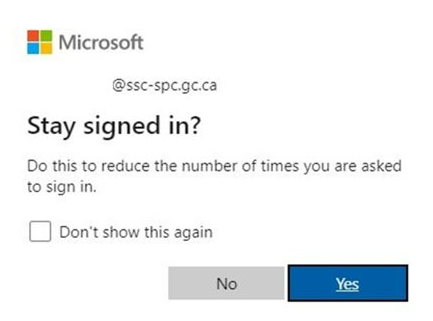 Microsoft
@ssc-spc.gc.ca
Stay signed in?
Do this to reduce the number of times you are asked
to sign in.
Don't show this again
No
Yes